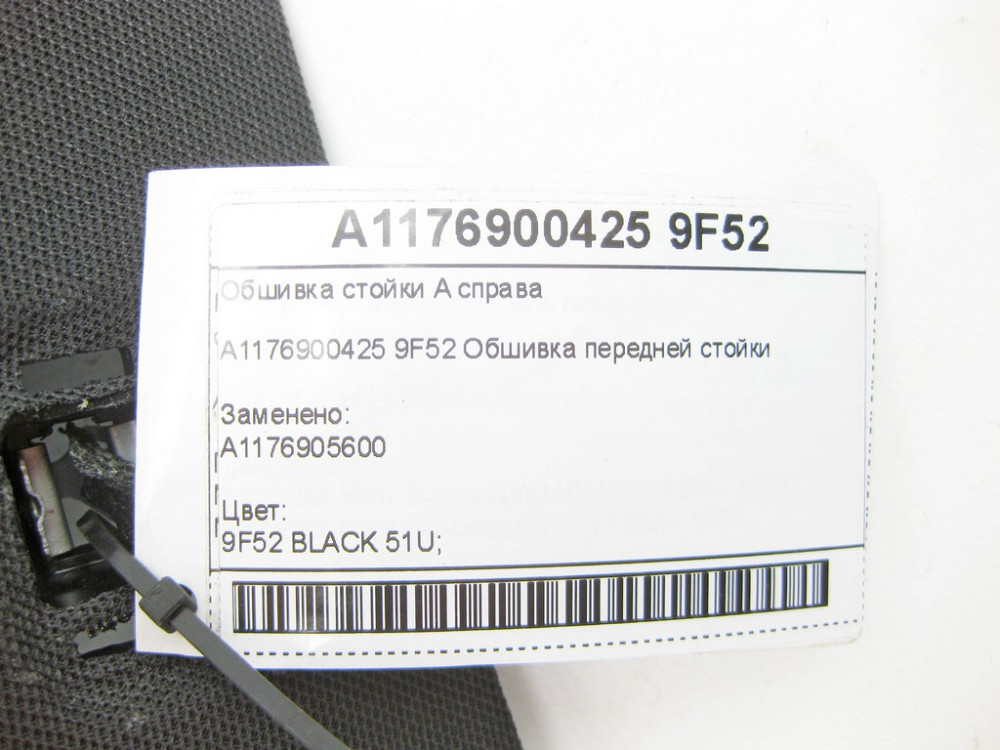 A1176900425 9F52
Обшивка стойки А справа
A1176900425 9F52 Обшивка передней стойки
Заменено:
A1176905600
Цвет:
9F52 BLACK 51U;